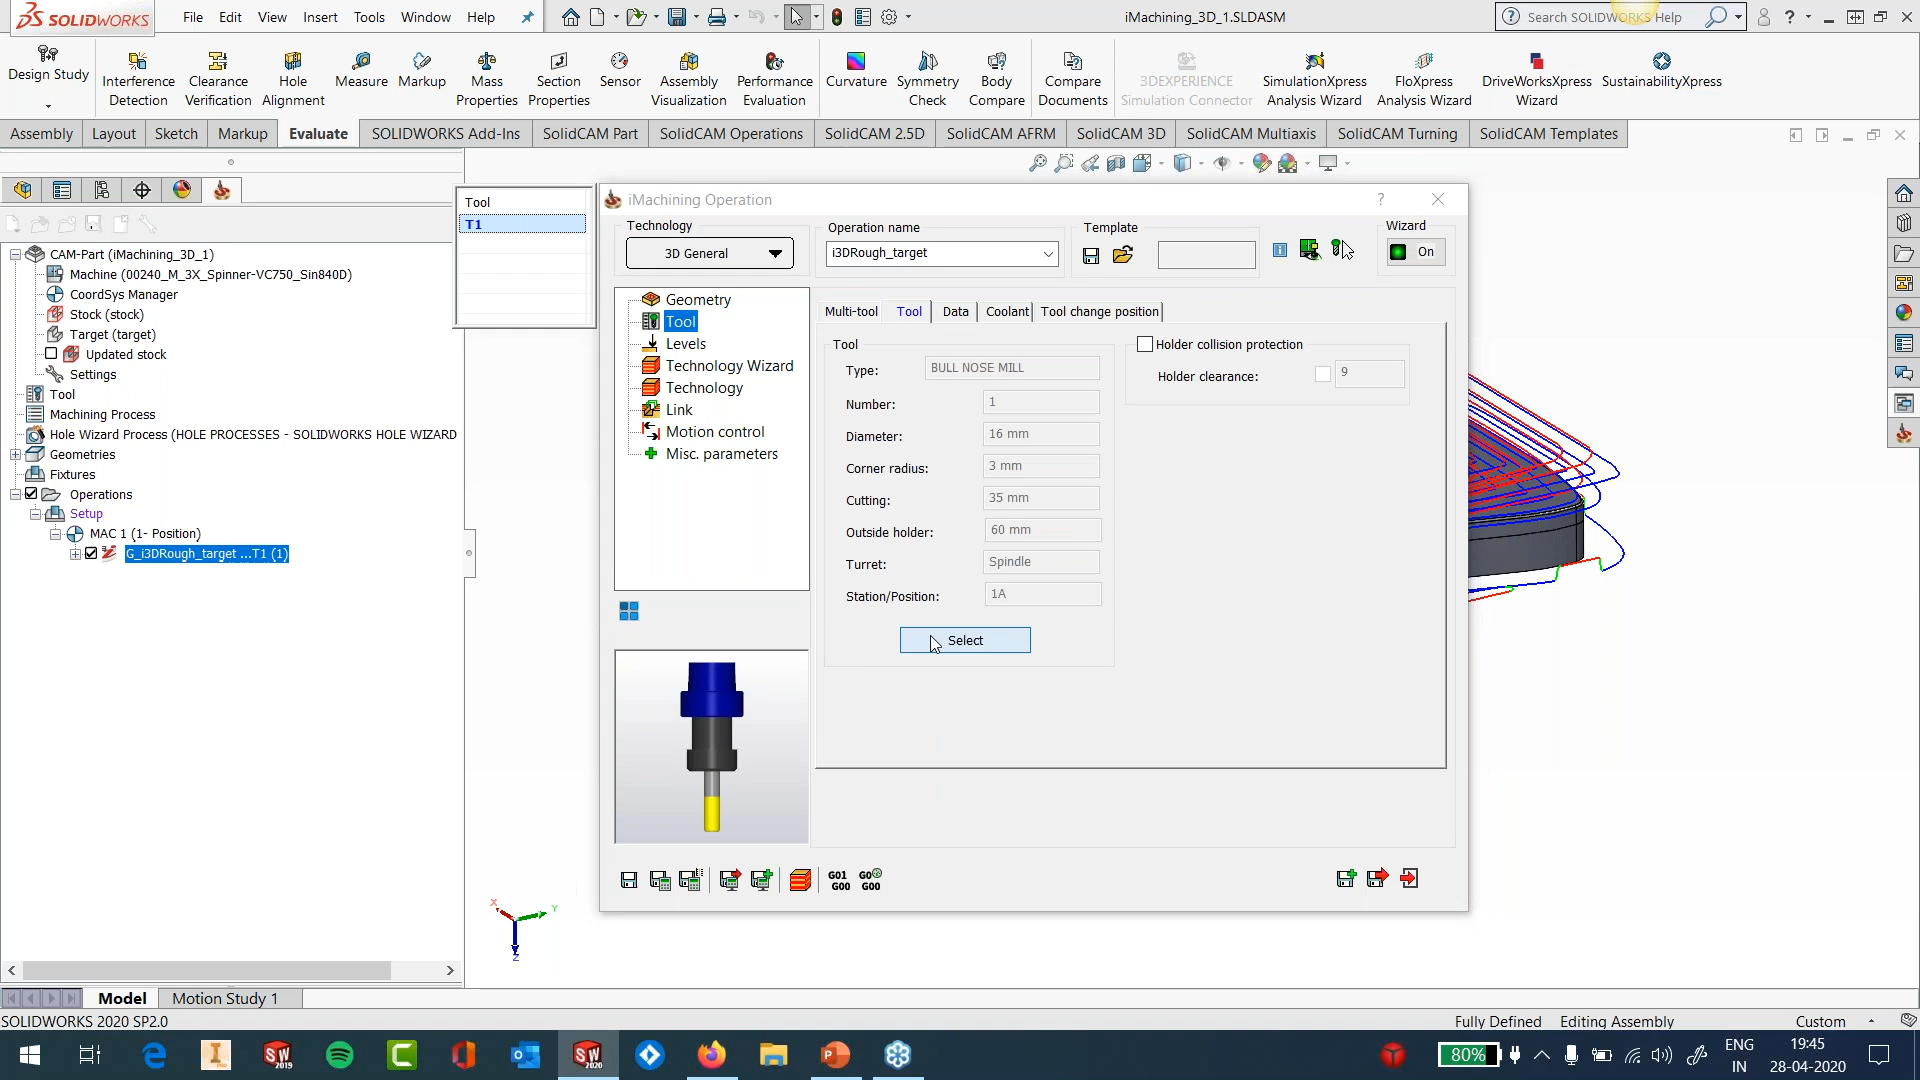 SOLIDWORKS File Edit View Insert Tools Window Help iMachining_3D_1.SLDASM Search SOLIDWORKS Help
Design Study
Interference Detection
Clearance Verification
Hole Alignment
Measure
Markup
Mass Properties
Section Properties
Sensor
Assembly Visualization
Performance Evaluation
Curvature
Symmetry Check
Body Compare
Compare Documents
3DEXPERIENCE Simulation Connector
SimulationXpress Analysis Wizard
FloXpress Analysis Wizard
DriveWorksXpress Wizard
SustainabilityXpress
Assembly Layout Sketch Markup Evaluate SOLIDWORKS Add-Ins SolidCAM Part SolidCAM Operations SolidCAM 2.5D SolidCAM AFRM SolidCAM 3D SolidCAM Multiaxis SolidCAM Turning SolidCAM Templates
CAM-Part (iMachining_3D_1)
Machine (00240_M_3X_Spinner-VC750_Sin840D)
CoordSys Manager
Stock (stock)
Target (target)
Updated stock
Settings
Tool
Machining Process
Hole Wizard Process (HOLE PROCESSES - SOLIDWORKS HOLE WIZARD
Geometries
Fixtures
Operations
Setup
MAC 1 (1- Position)
G_i3DRough_target ...T1 (1)
Tool
T1
iMachining Operation
Technology
3D General
Operation name
i3DRough_target
Template
Wizard
On
Geometry
Tool
Levels
Technology Wizard
Technology
Link
Motion control
Misc. parameters
Multi-tool Tool Data Coolant Tool change position
Tool
Type: BULL NOSE MILL
Number: 1
Diameter: 16 mm
Corner radius: 3 mm
Cutting: 35 mm
Outside holder: 60 mm
Turret: Spindle
Station/Position: 1A
Select
Holder collision protection
Holder clearance: 9
G01
G00
G0
G00
X Y Z
Model Motion Study 1
SOLIDWORKS 2020 SP2.0 Fully Defined Editing Assembly Custom
SW 2019
SW 2020
80%
ENG
IN
19:45
28-04-2020